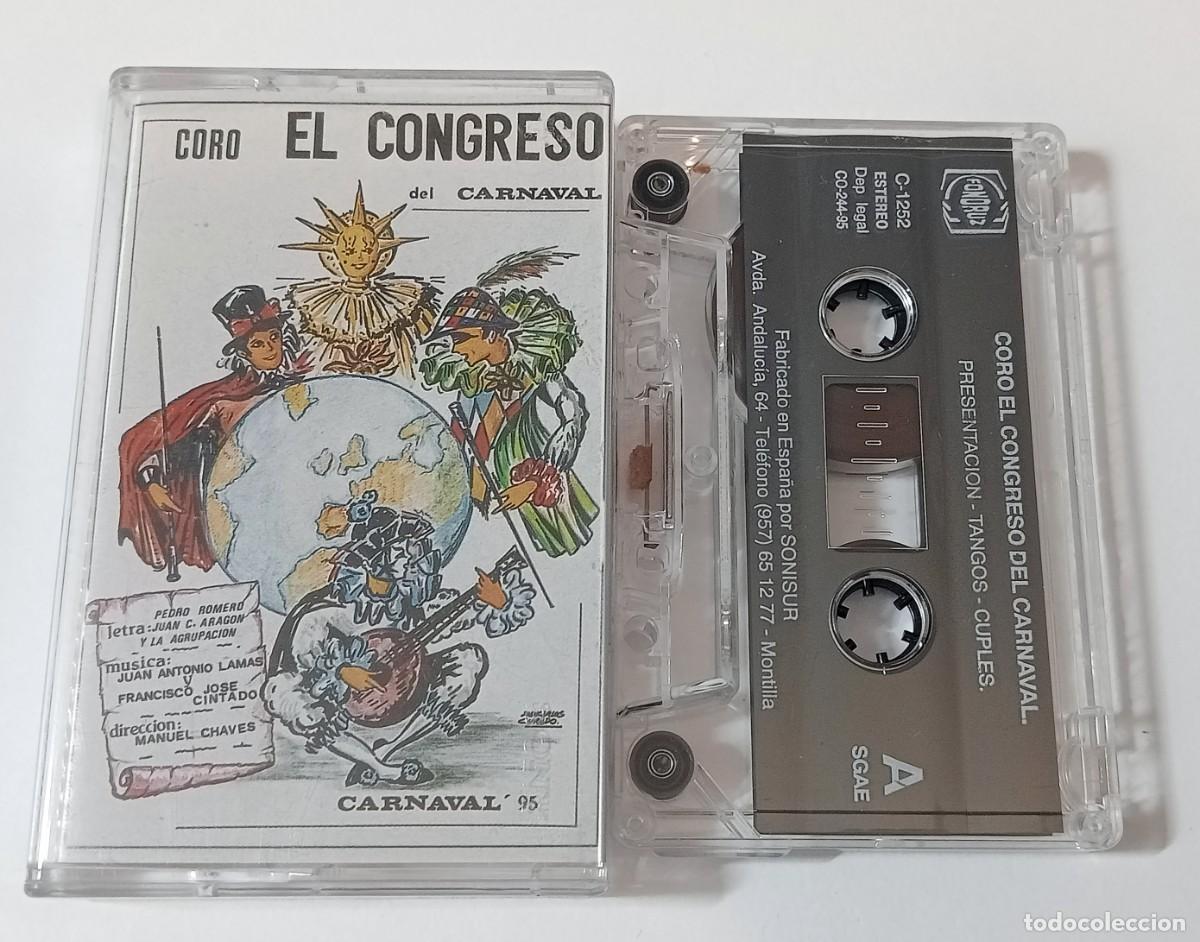 CORO EL CONGRESO
del CARNAVAL
PEDRO ROMERO
letra: JUAN C. ARAGON
Y LA AGRUPACION
musica:
JUAN ANTONIO LAMAS
y
FRANCISCO JOSE
CINTADO
direccion:
MANUEL CHAVES
CARNAVAL' 95
FONORUZ
C-1252
ESTEREO
Dep legal
CO-244-95
CORO EL CONGRESO DEL CARNAVAL.
PRESENTACION - TANGOS - CUPLES.
A
SGAE
Fabricado en España por SONISUR
Avda. Andalucía, 64 - Teléfono (957) 65 12 77 - Montilla
todocoleccion